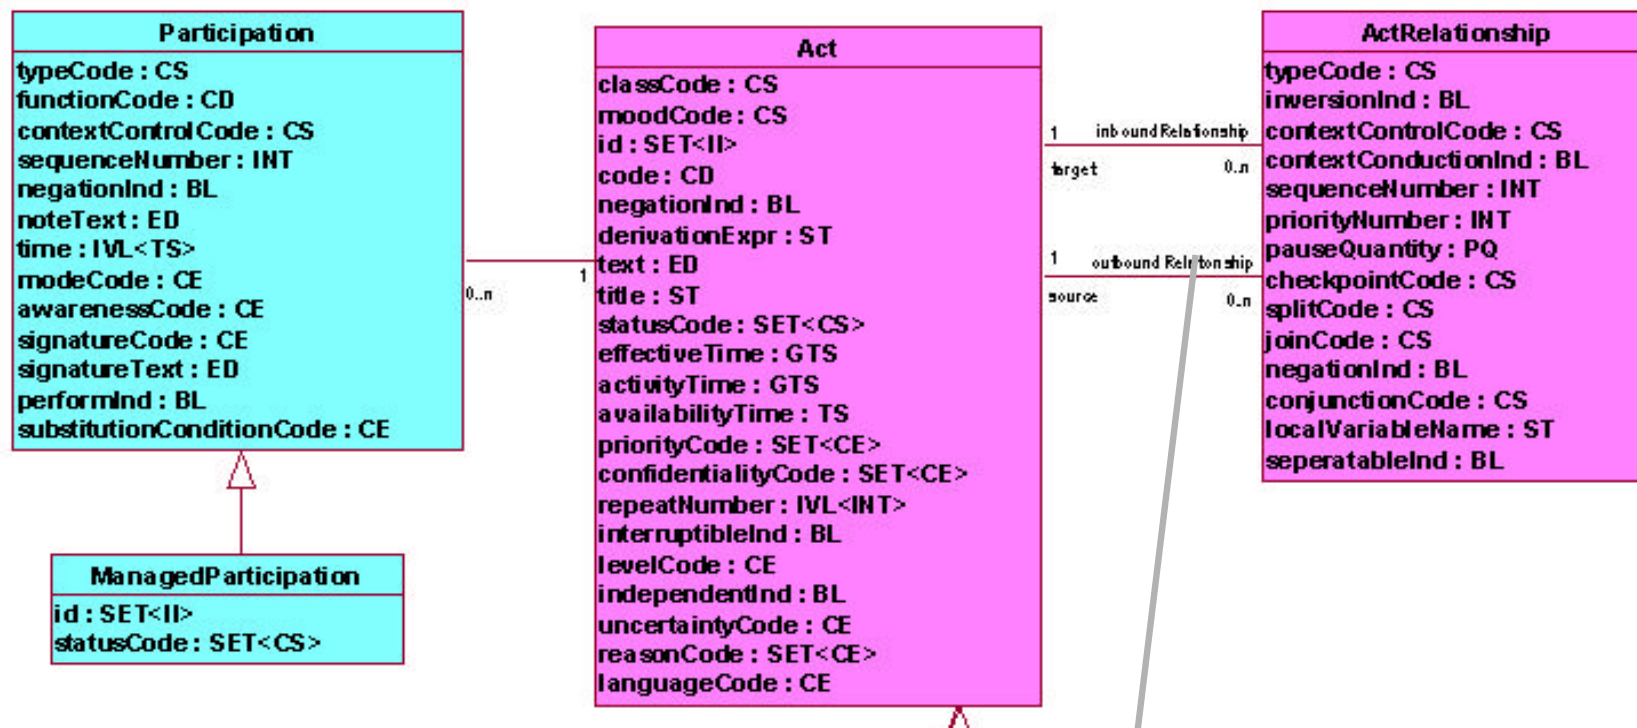 Participation
typeCode : CS
functionCode : CD
contextControlCode : CS
sequenceNumber : INT
negationInd : BL
noteText : ED
time : IVL<TS>
modeCode : CE
awarenessCode : CE
signatureCode : CE
signatureText : ED
performInd : BL
substitutionConditionCode : CE
ManagedParticipation
id : SET<II>
statusCode : SET<CS>
0..n
1
Act
classCode : CS
moodCode : CS
id : SET<II>
code : CD
negationInd : BL
derivationExpr : ST
text : ED
title : ST
statusCode : SET<CS>
effectiveTime : GTS
activityTime : GTS
availabilityTime : TS
priorityCode : SET<CE>
confidentialityCode : SET<CE>
repeatNumber : IVL<INT>
interruptibleInd : BL
levelCode : CE
independentInd : BL
uncertaintyCode : CE
reasonCode : SET<CE>
languageCode : CE
1 inboundRelationship
target 0..n
1 outbound Relationship
source 0..n
ActRelationship
typeCode : CS
inversionInd : BL
contextControlCode : CS
contextConductionInd : BL
sequenceNumber : INT
priorityNumber : INT
pauseQuantity : PQ
checkpointCode : CS
splitCode : CS
joinCode : CS
negationInd : BL
conjunctionCode : CS
localVariableName : ST
seperatableInd : BL